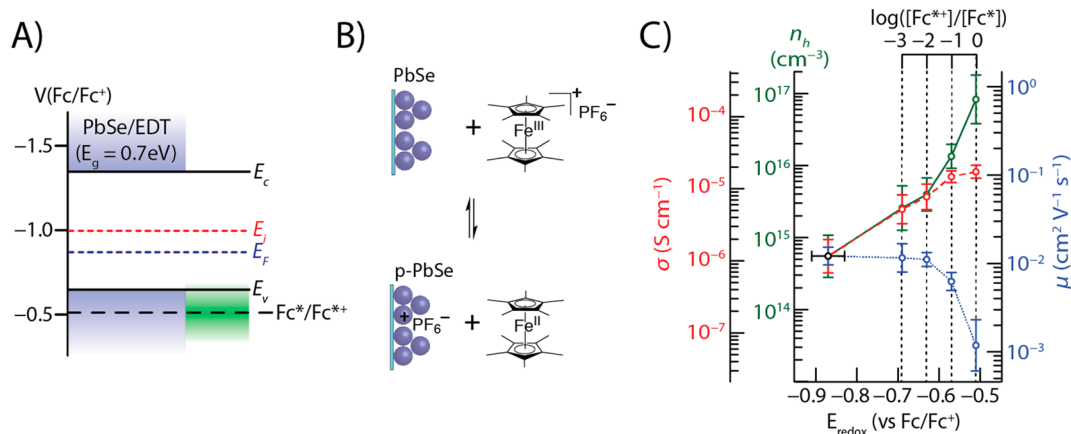 A)
V(Fc/Fc⁺)
PbSe/EDT
(E_g = 0.7eV)
−1.5
E_c
−1.0
E_i
E_F
E_v
−0.5
Fc*/Fc*⁺
B)
PbSe
+
Fe^III
+
PF₆⁻
p-PbSe
+
PF₆⁻
+
Fe^II
C)
log([Fc*⁺]/[Fc*])
−3 −2 −1 0
n_h
(cm⁻³)
10¹⁷
10¹⁶
10¹⁵
10¹⁴
σ (S cm⁻¹)
10⁻⁴
10⁻⁵
10⁻⁶
10⁻⁷
μ (cm² V⁻¹ s⁻¹)
10⁰
10⁻¹
10⁻²
10⁻³
−0.9 −0.8 −0.7 −0.6 −0.5
E_redox (vs Fc/Fc⁺)